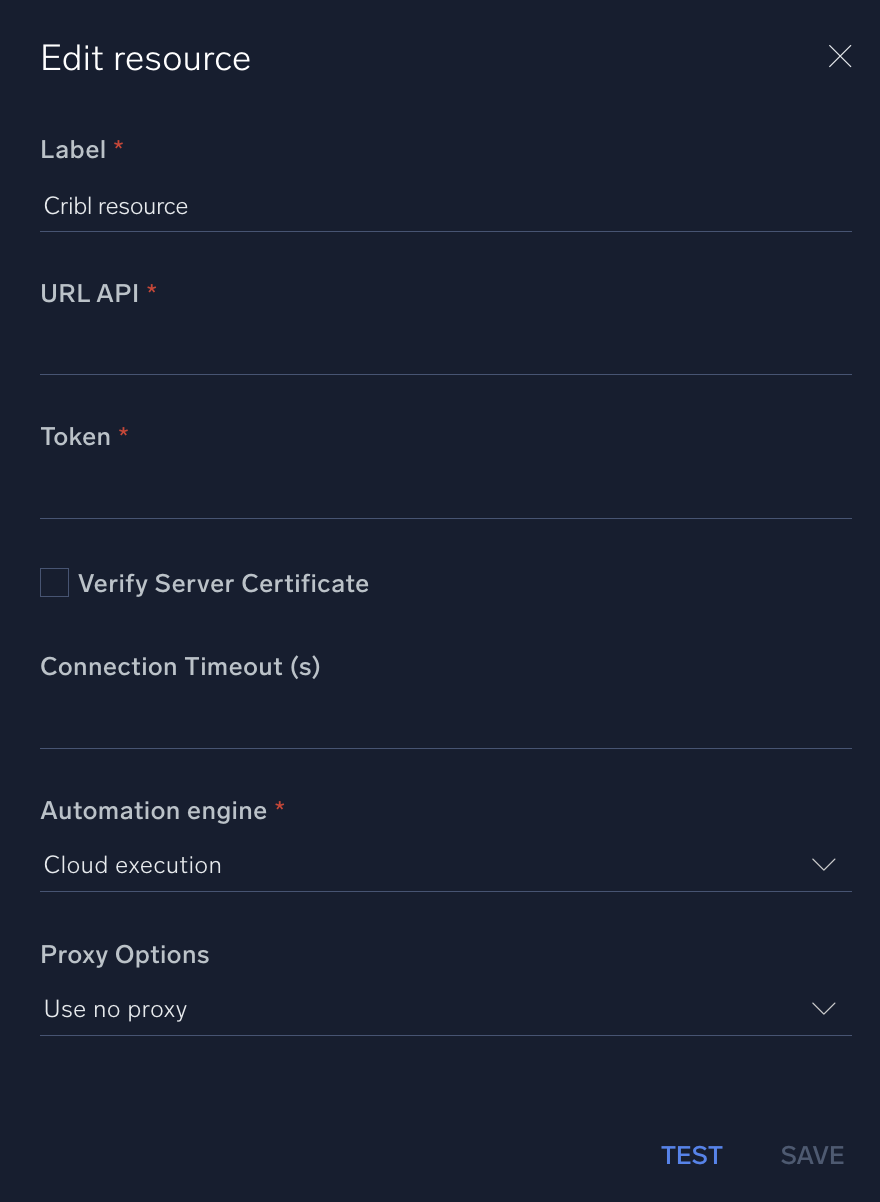 Edit resource
Label *
Cribl resource
URL API *
Token *
Verify Server Certificate
Connection Timeout (s)
Automation engine *
Cloud execution
Proxy Options
Use no proxy
TEST SAVE